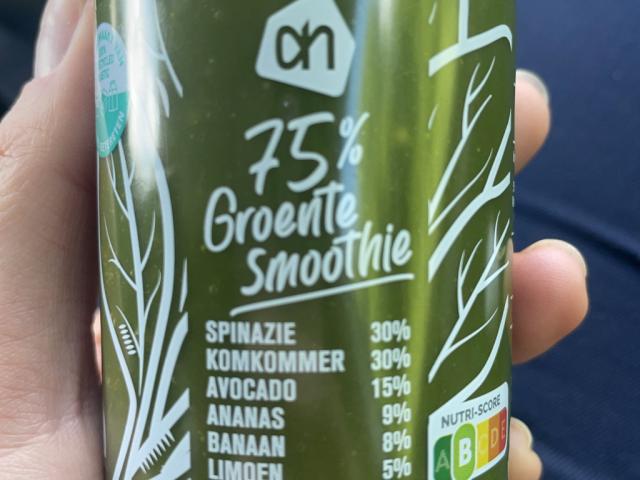 ah
75%
Groente
smoothie
SPINAZIE 30%
KOMKOMMER 30%
AVOCADO 15%
ANANAS 9%
BANAAN 8%
LIMOEN 5%
NUTRI-SCORE
A B C D E